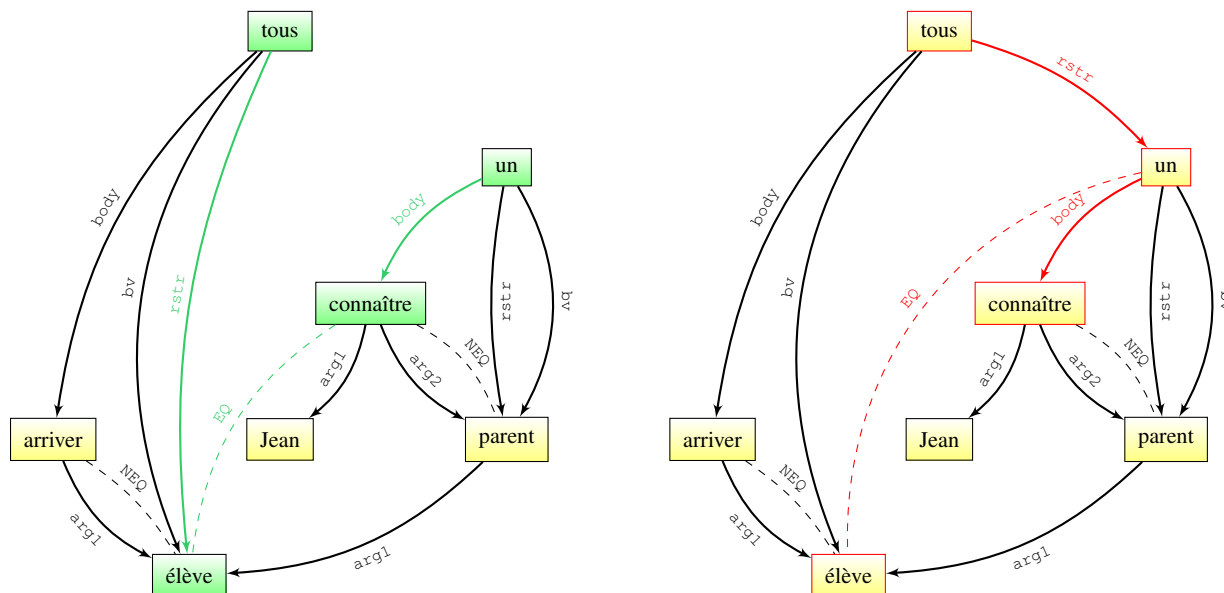 tous
un
body
body
bv
rstr
connaître
rstr
bv
NEQ
arg1
arg2
EQ
arriver
Jean
parent
NEQ
arg1
arg1
élève
tous
rstr
un
body
body
bv
EQ
connaître
rstr
NEQ
arg1
arg2
arriver
Jean
parent
NEQ
arg1
arg1
élève